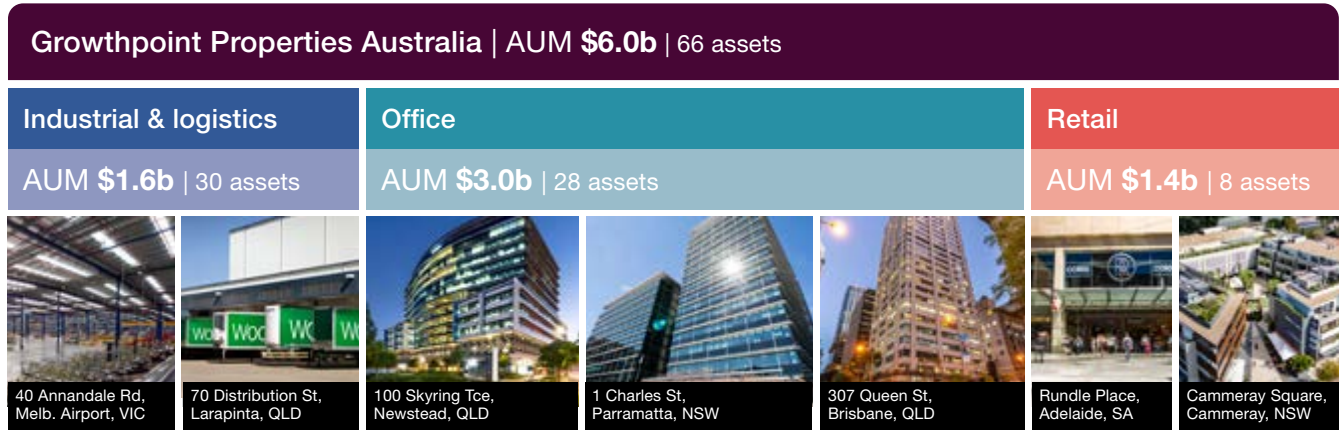 Growthpoint Properties Australia | AUM $6.0b | 66 assets
Industrial & logistics
AUM $1.6b | 30 assets
Office
AUM $3.0b | 28 assets
Retail
AUM $1.4b | 8 assets
Woo
WC
W
40 Annandale Rd,
Melb. Airport, VIC
70 Distribution St,
Larapinta, QLD
100 Skyring Tce,
Newstead, QLD
1 Charles St,
Parramatta, NSW
307 Queen St,
Brisbane, QLD
Rundle Place,
Adelaide, SA
Cammeray Square,
Cammeray, NSW